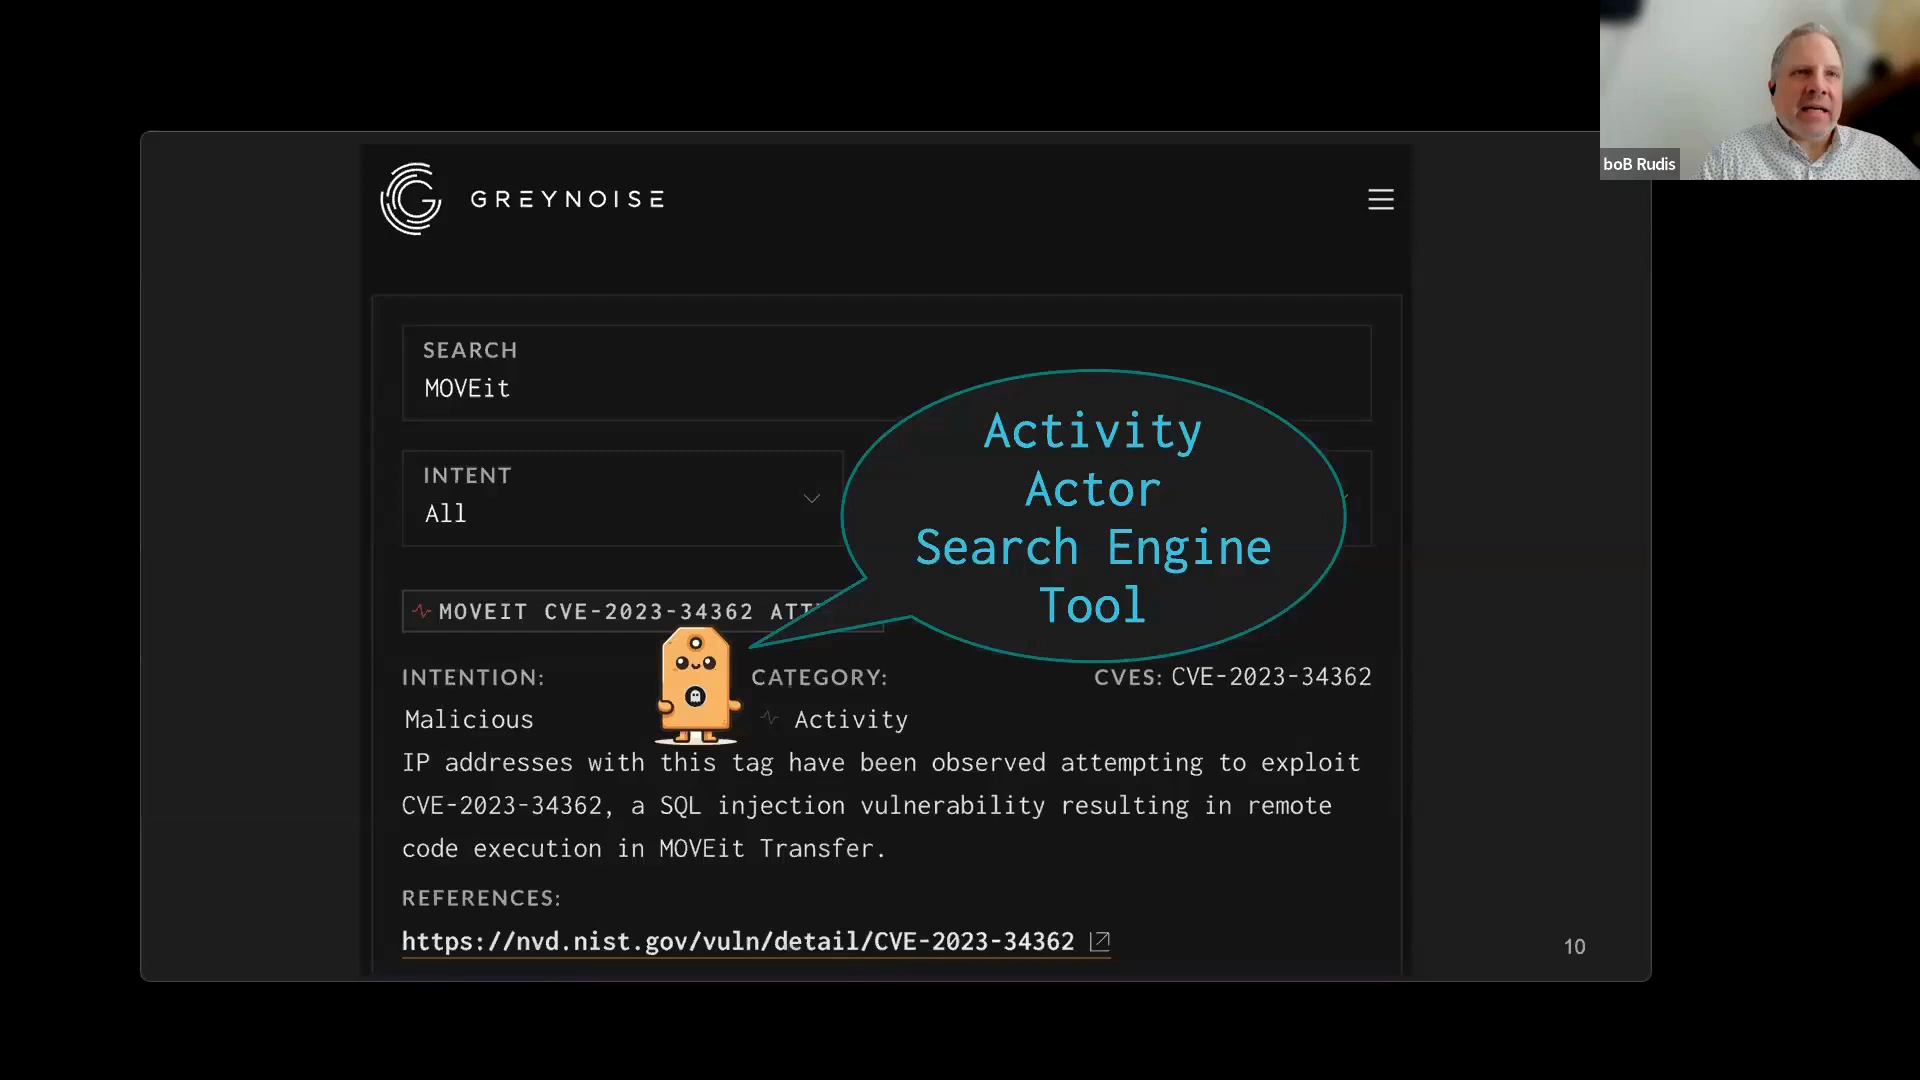 boB Rudis
GREYNOISE
SEARCH
MOVEit
INTENT
All
Activity
Actor
Search Engine
Tool
MOVEIT CVE-2023-34362
INTENTION:
Malicious
CATEGORY:
Activity
CVES: CVE-2023-34362
IP addresses with this tag have been observed attempting to exploit
CVE-2023-34362, a SQL injection vulnerability resulting in remote
code execution in MOVEit Transfer.
REFERENCES:
https://nvd.nist.gov/vuln/detail/CVE-2023-34362
10